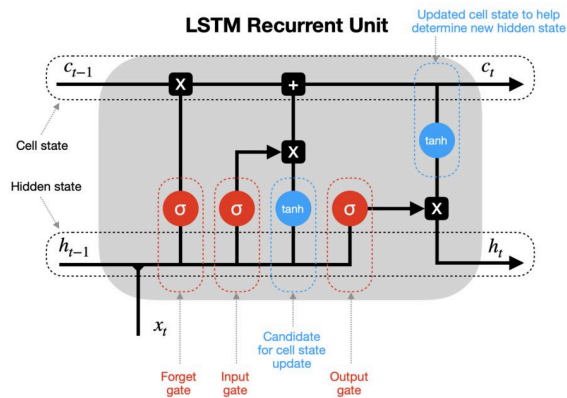 LSTM Recurrent Unit
Updated cell state to help
determine new hidden state
c_{t-1}
c_t
X
+
Cell state
X
tanh
Hidden state
σ
σ
tanh
σ
X
h_{t-1}
h_t
x_t
Candidate
for cell state
update
Forget
gate
Input
gate
Output
gate